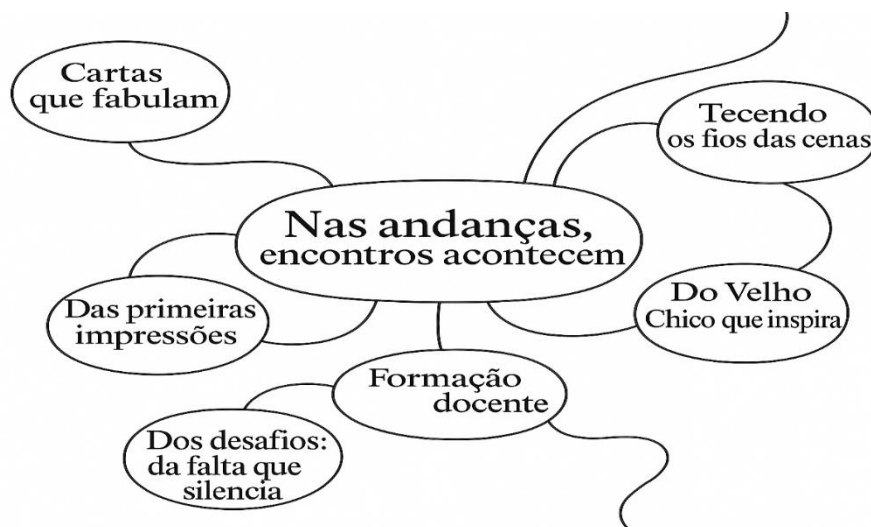 Cartas
que fabulam
Tecendo
os fios das cenas
Nas andanças,
encontros acontecem
Das primeiras
impressões
Do Velho
Chico que inspira
Formação
docente
Dos desafios:
da falta que
silencia